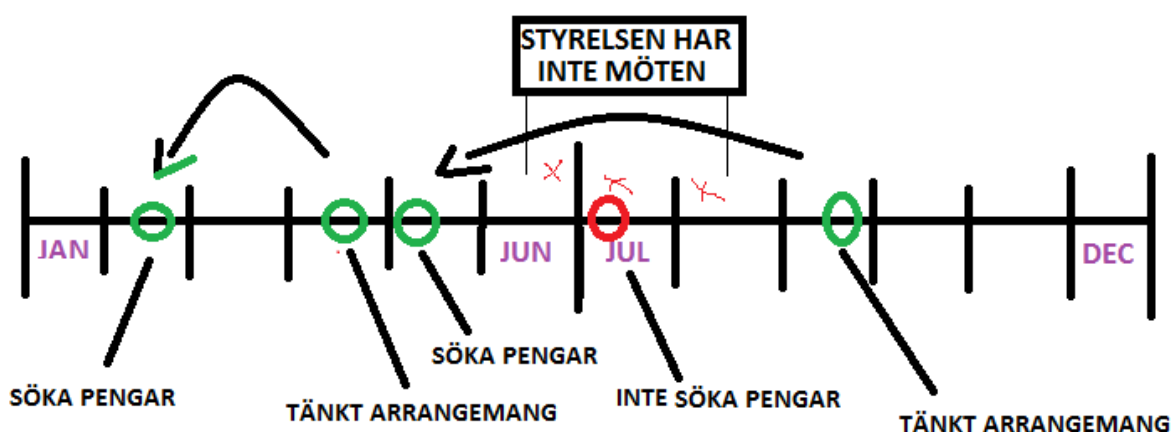 STYRELSEN HAR
INTE MÖTEN
JAN
JUN
JUL
DEC
SÖKA PENGAR
TÄNKT ARRANGEMANG
SÖKA PENGAR
INTE SÖKA PENGAR
TÄNKT ARRANGEMANG